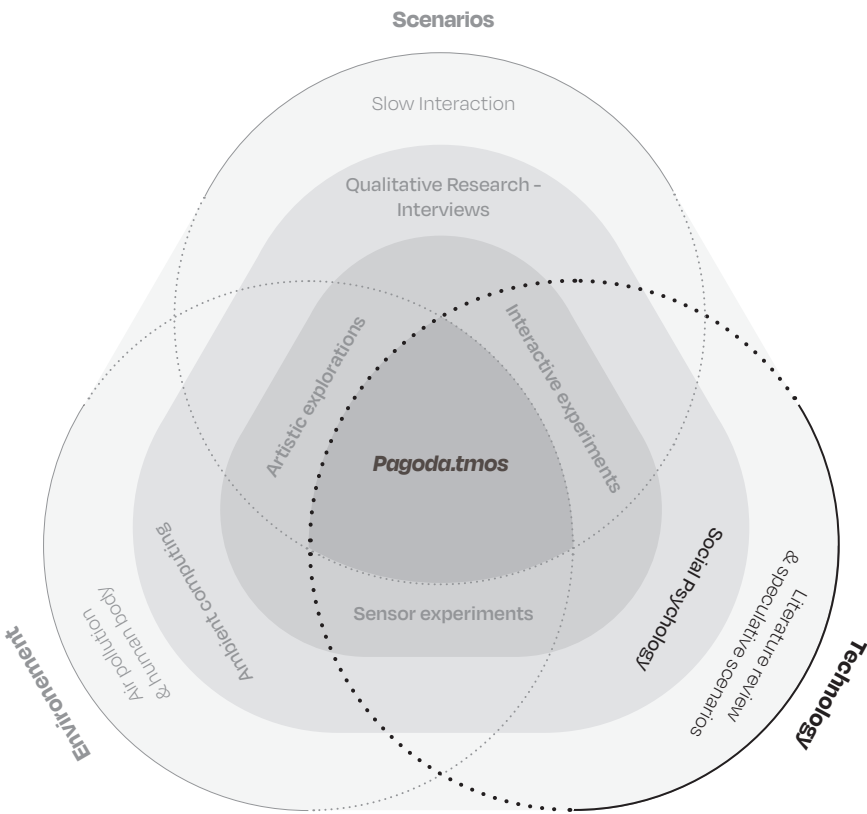 Scenarios
Slow Interaction
Qualitative Research -
Interviews
Artistic explorations
Interactive experiments
Pagoda.tmos
Sensor experiments
Ambient computing
Social Psychology
Air pollution
& human body
Literature review
& speculative scenarios
Environement
Technology